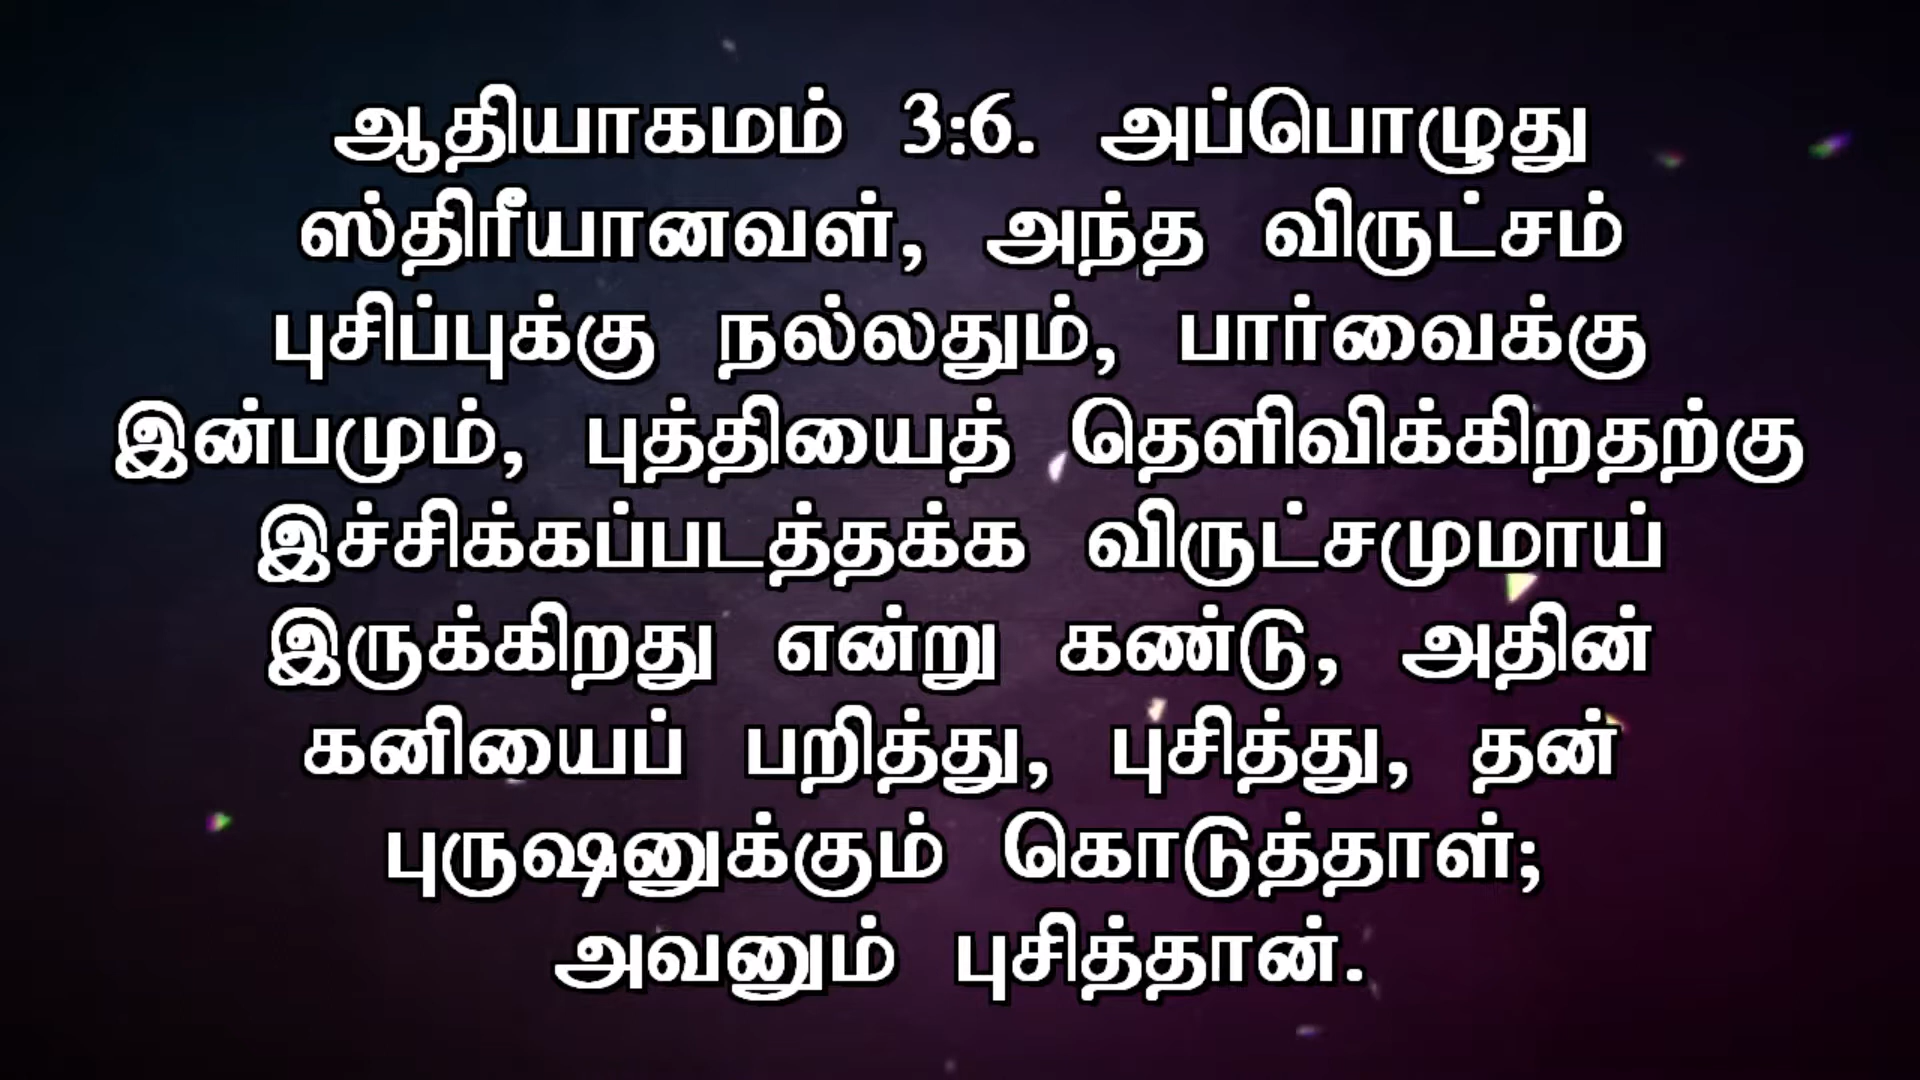 ஆதியாகமம் 3:6. அப்பொழுது
ஸ்திரீயானவள், அந்த விருட்சம்
புசிப்புக்கு நல்லதும், பார்வைக்கு
இன்பமும், புத்தியைத் தெளிவிக்கிறதற்கு
இச்சிக்கப்படத்தக்க விருட்சமுமாய்
இருக்கிறது என்று கண்டு, அதின்
கனியைப் பறித்து, புசித்து, தன்
புருஷனுக்கும் கொடுத்தாள்;
அவனும் புசித்தான்.